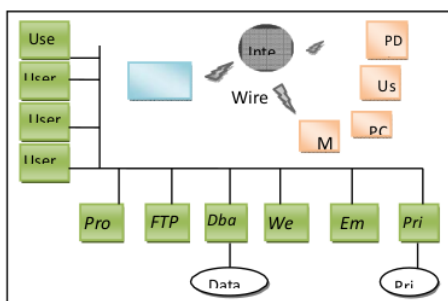 Use
Inte
PD
User
Us
Wire
User
PC
M
User
Pro
FTP
Dba
We
Em
Pri
Data
Pri